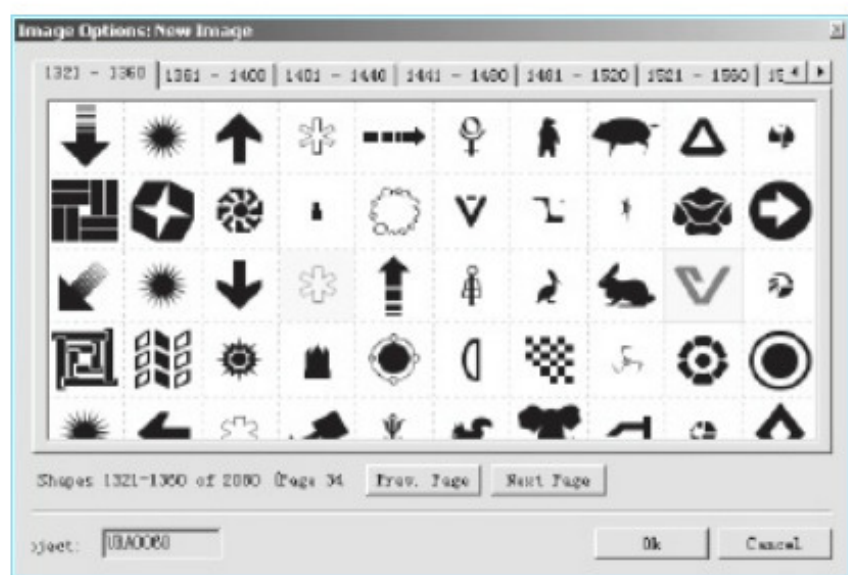 Image Options: New Image
1321 - 1360 1361 - 1400 1401 - 1440 1441 - 1480 1481 - 1520 1521 - 1560
Shapes 1321-1360 of 2080 Page 34 Prev. Page Next Page
oject:
Ok Cancel